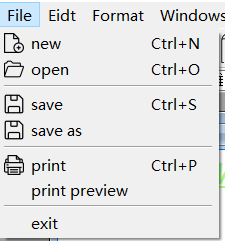 File Eidt Format Windows
new Ctrl+N
open Ctrl+O
save Ctrl+S
save as
print Ctrl+P
print preview
exit